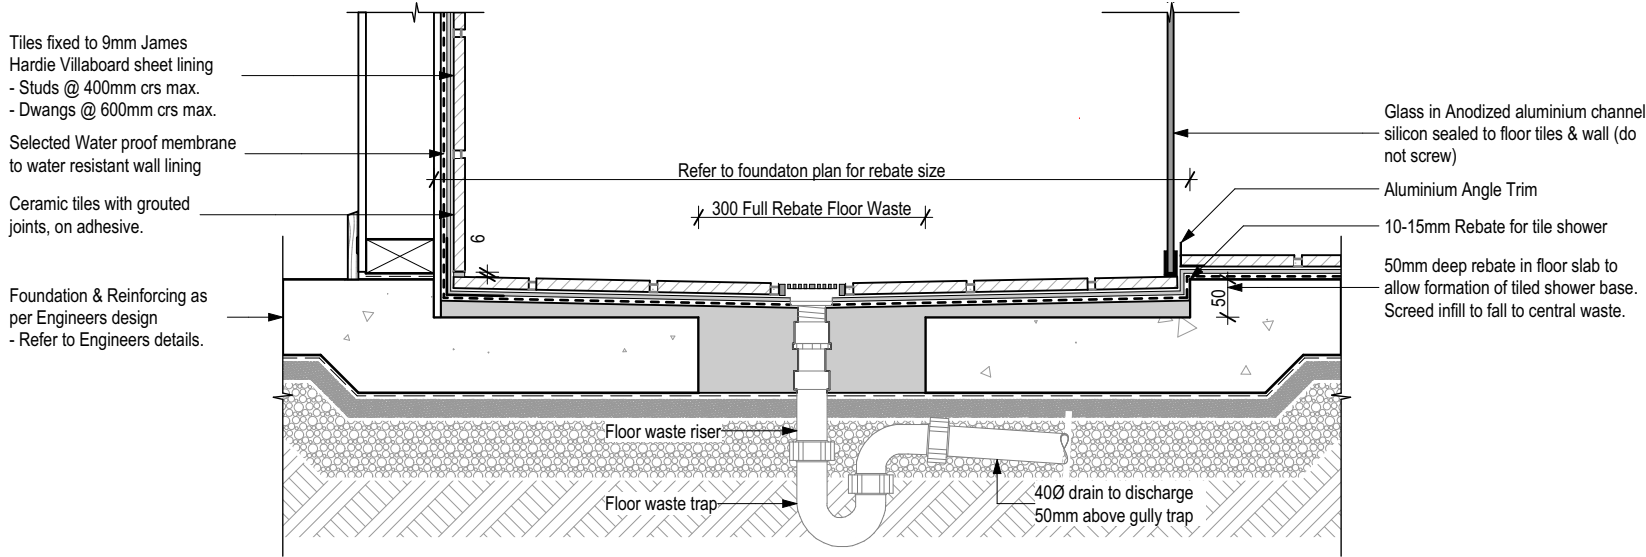 Tiles fixed to 9mm James
Hardie Villaboard sheet lining
- Studs @ 400mm crs max.
- Dwangs @ 600mm crs max.
Selected Water proof membrane
to water resistant wall lining
Ceramic tiles with grouted
joints, on adhesive.
Foundation & Reinforcing as
per Engineers design
- Refer to Engineers details.
Refer to foundaton plan for rebate size
300 Full Rebate Floor Waste
6
50
Floor waste riser
Floor waste trap
40Ø drain to discharge
50mm above gully trap
Glass in Anodized aluminium channel
silicon sealed to floor tiles & wall (do
not screw)
Aluminium Angle Trim
10-15mm Rebate for tile shower
50mm deep rebate in floor slab to
allow formation of tiled shower base.
Screed infill to fall to central waste.